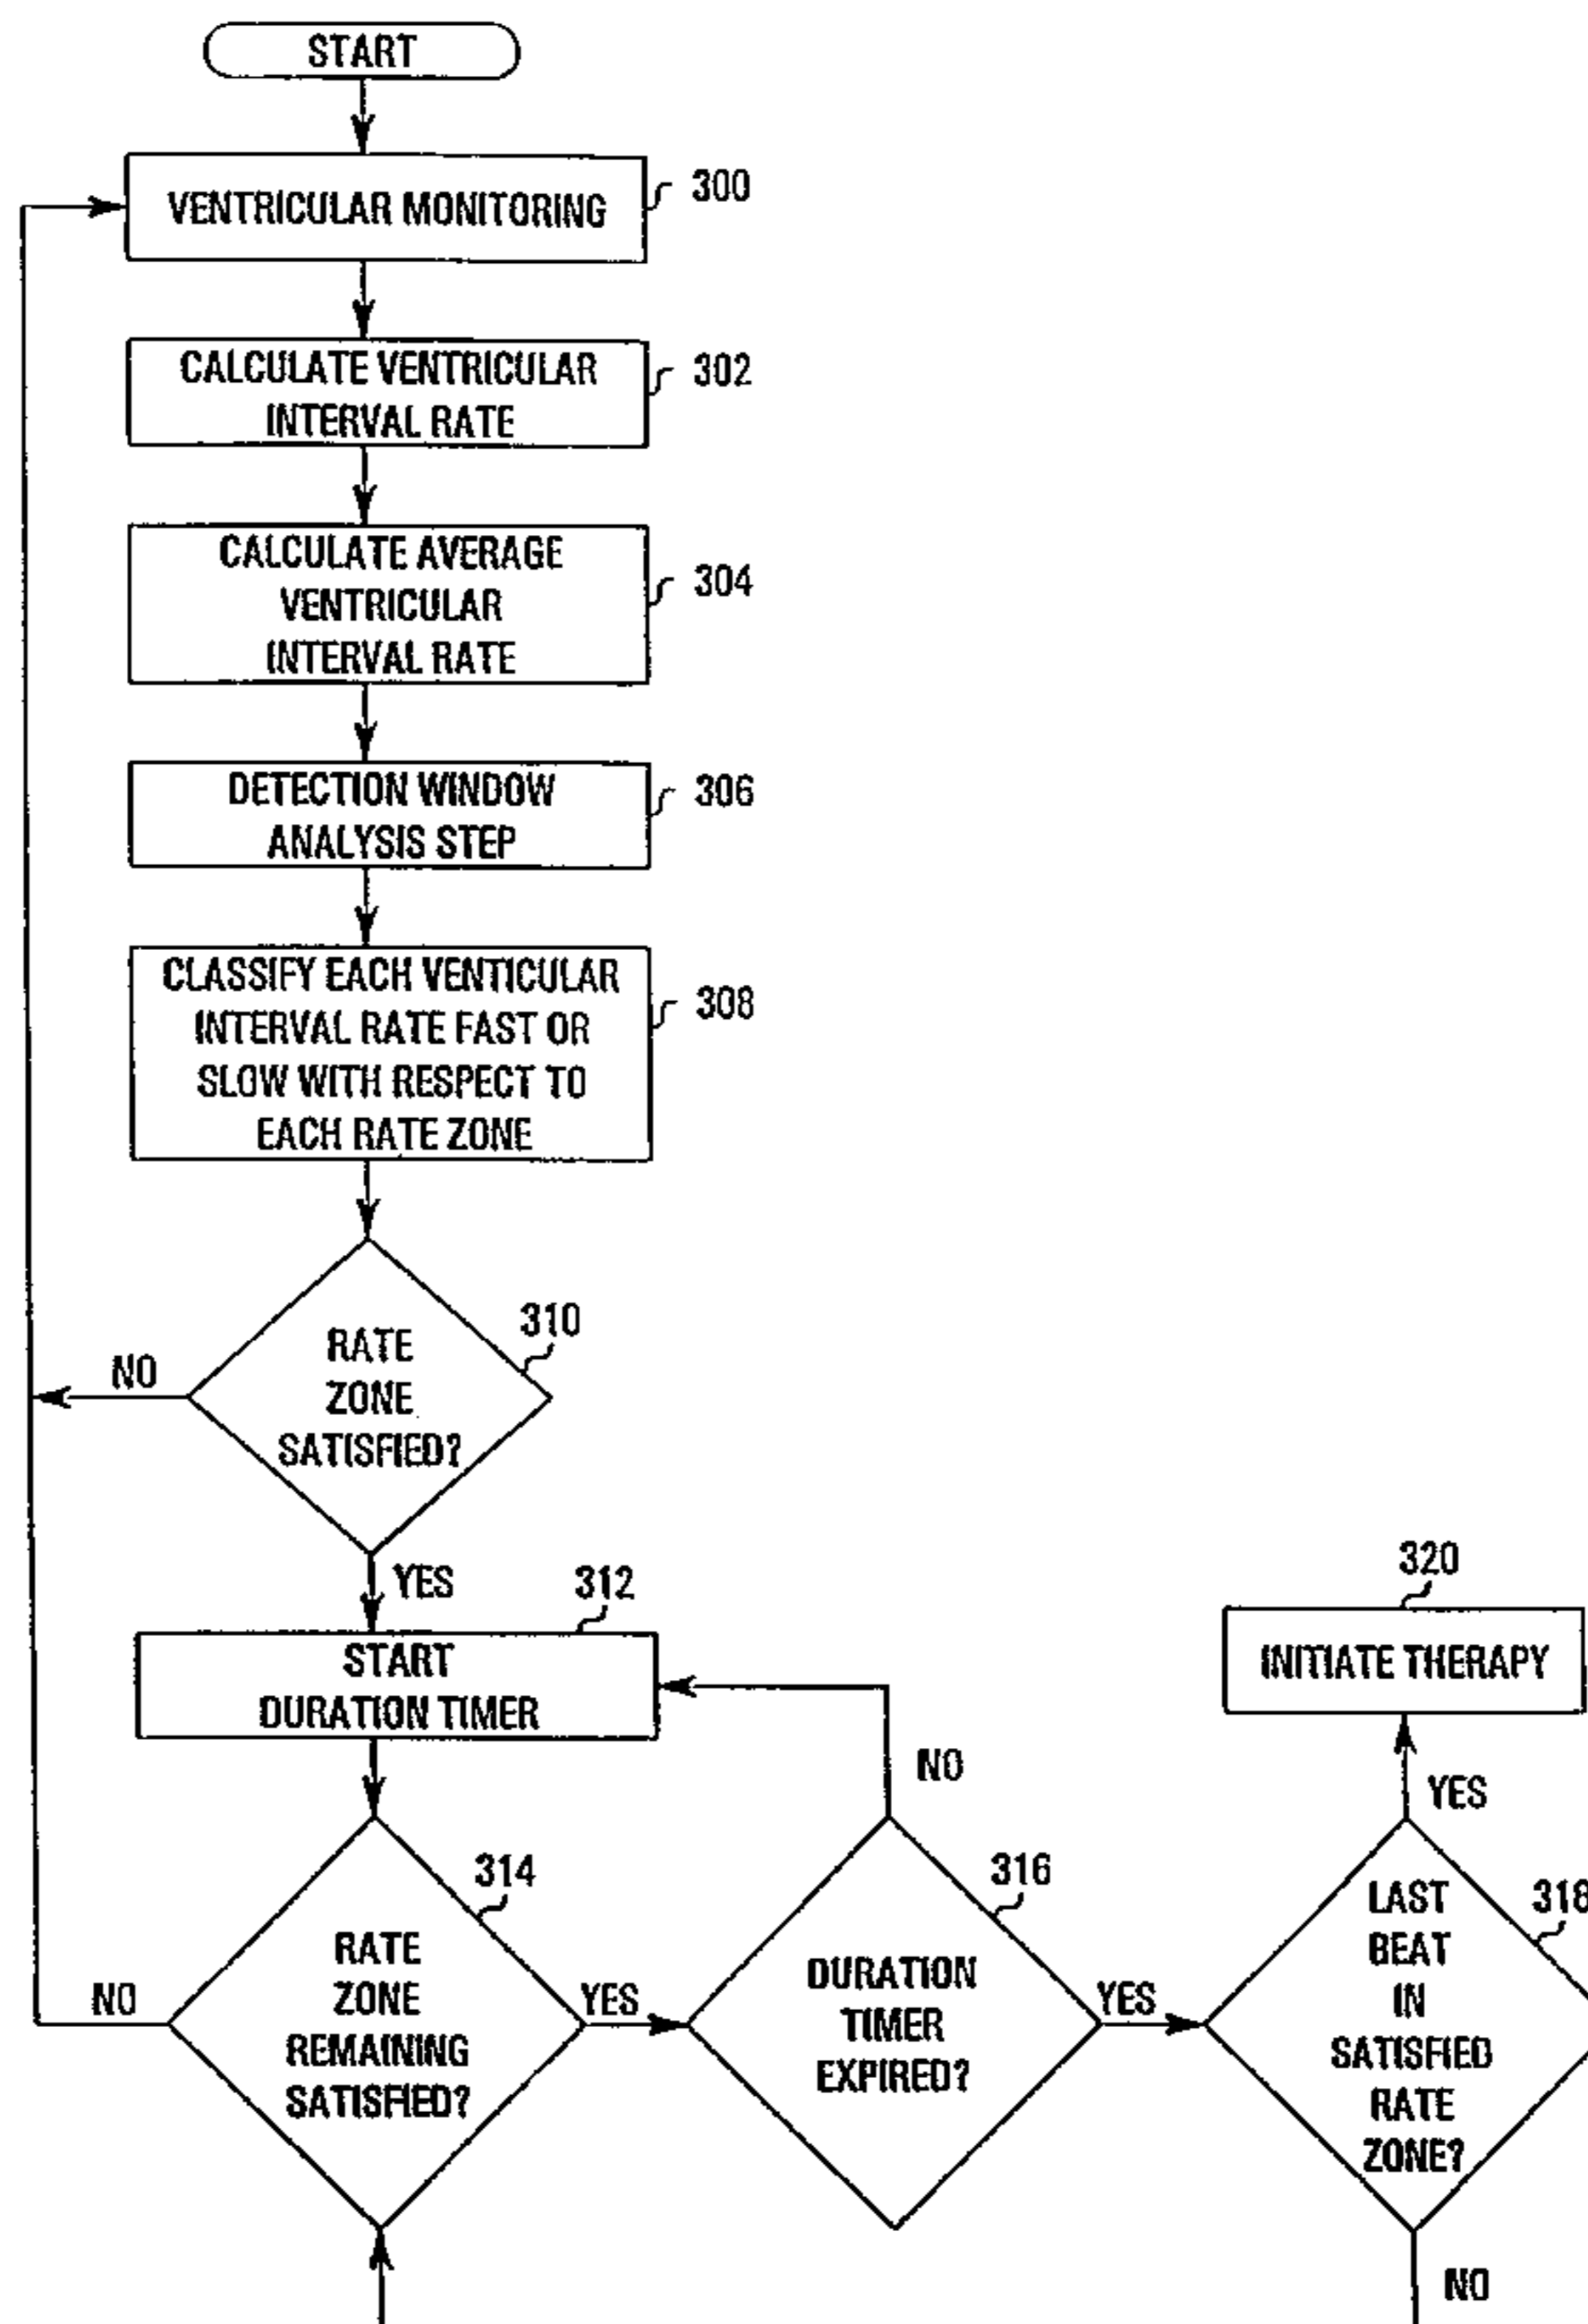 START
VENTRICULAR MONITORING
300
CALCULATE VENTRICULAR
INTERVAL RATE
302
CALCULATE AVERAGE
VENTRICULAR
INTERVAL RATE
304
DETECTION WINDOW
ANALYSIS STEP
306
CLASSIFY EACH VENTICULAR
INTERVAL RATE FAST OR
SLOW WITH RESPECT TO
EACH RATE ZONE
308
RATE
ZONE
SATISFIED?
310
NO
YES
START
DURATION TIMER
312
RATE
ZONE
REMAINING
SATISFIED?
314
NO
YES
DURATION
TIMER
EXPIRED?
316
NO
YES
LAST
BEAT
IN
SATISFIED
RATE
ZONE?
318
YES
NO
INITIATE THERAPY
320